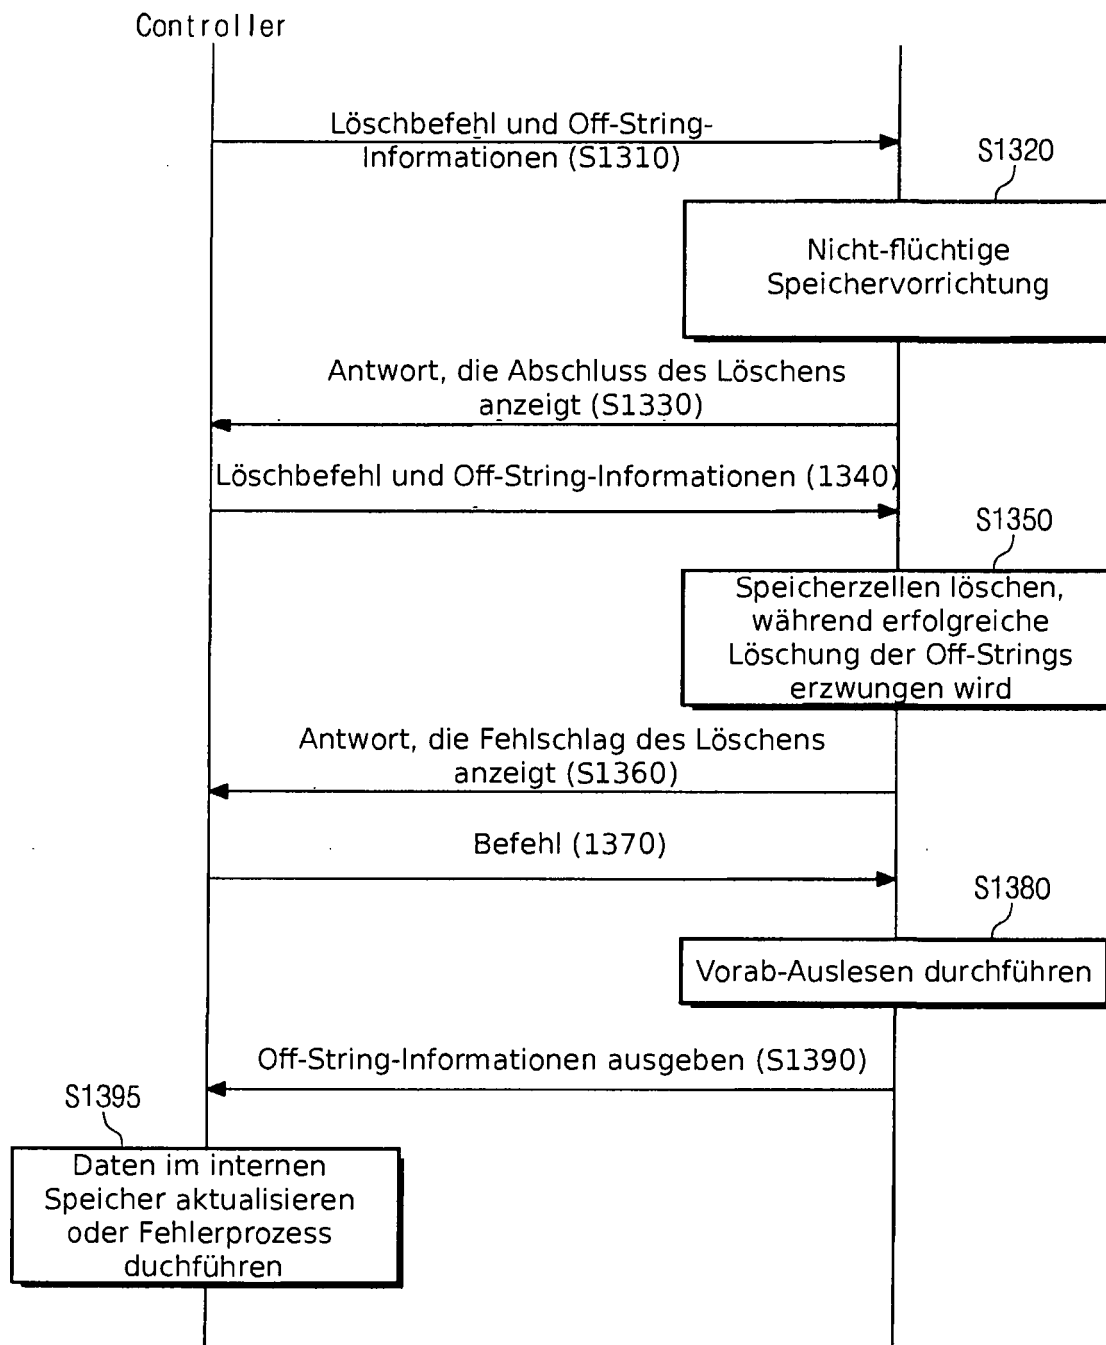 Controller
Löschbefehl und Off-String-
Informationen (S1310)
S1320
Nicht-flüchtige
Speichervorrichtung
Antwort, die Abschluss des Löschens
anzeigt (S1330)
Löschbefehl und Off-String-Informationen (1340)
S1350
Speicherzellen löschen,
während erfolgreiche
Löschung der Off-Strings
erzwungen wird
Antwort, die Fehlschlag des Löschens
anzeigt (S1360)
Befehl (1370)
S1380
Vorab-Auslesen durchführen
Off-String-Informationen ausgeben (S1390)
S1395
Daten im internen
Speicher aktualisieren
oder Fehlerprozess
duchführen